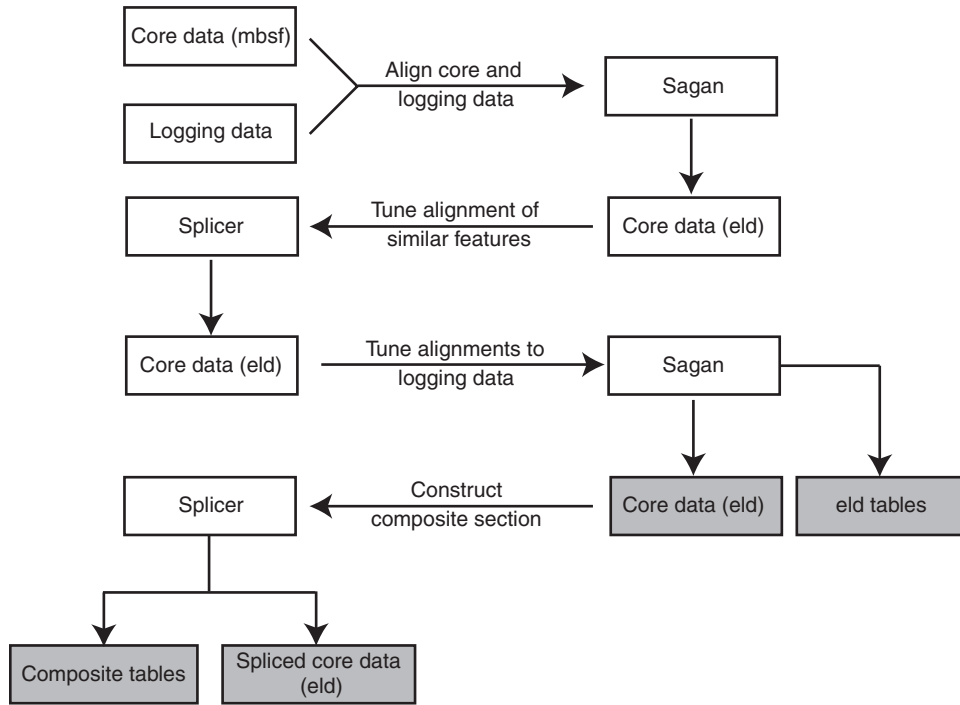 Core data (mbsf)
Logging data
Align core and
logging data
Sagan
Splicer
Tune alignment of
similar features
Core data (eld)
Core data (eld)
Tune alignments to
logging data
Sagan
Splicer
Construct
composite section
Core data (eld)
eld tables
Composite tables
Spliced core data
(eld)